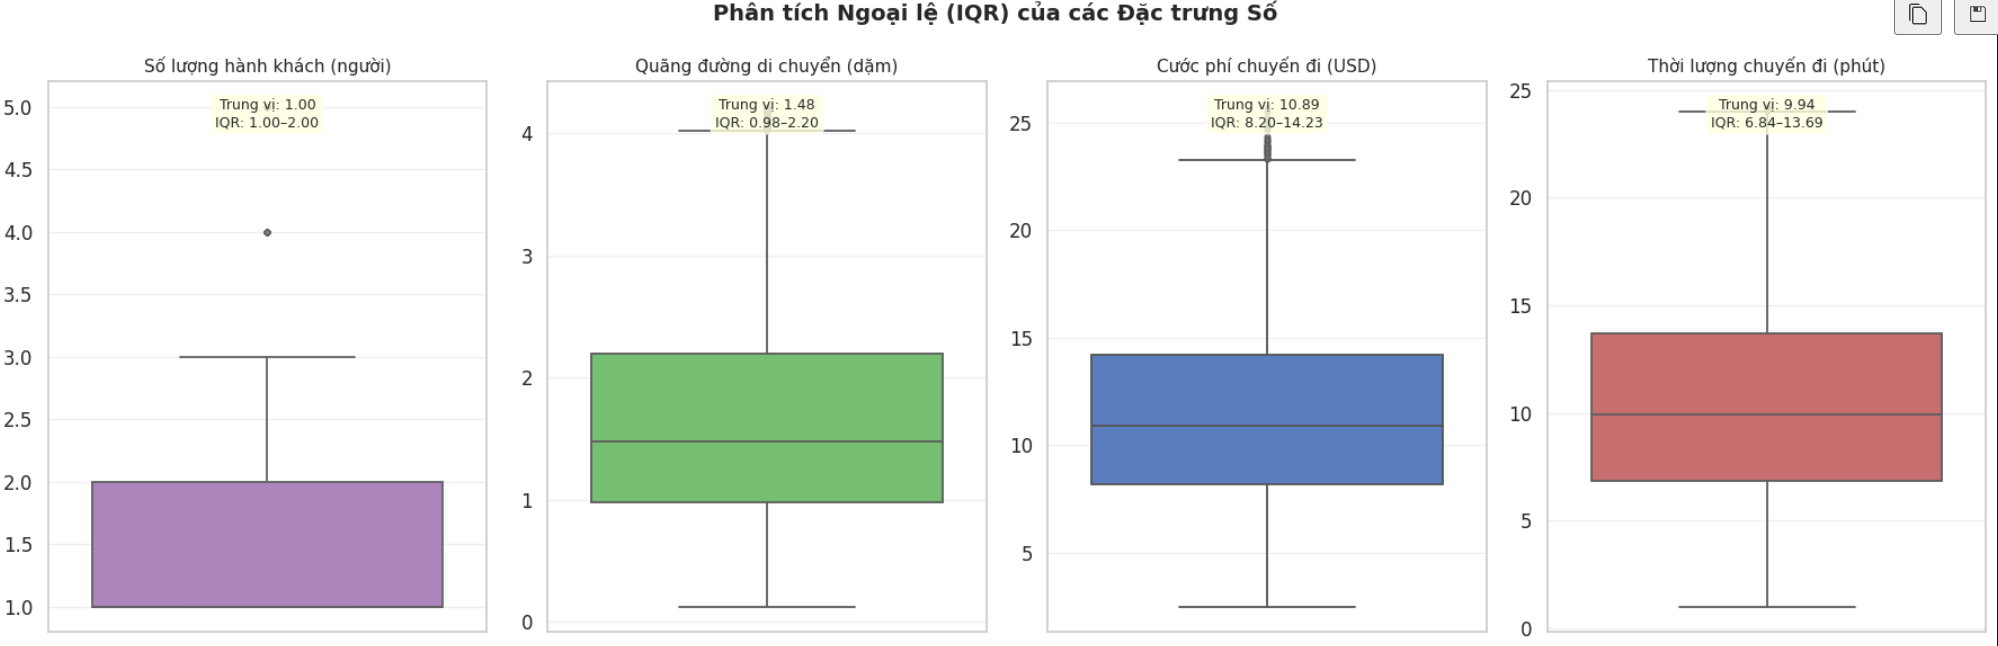 Phân tích Ngoại lệ (IQR) của các Đặc trưng Số
Số lượng hành khách (người)
Trung vị: 1.00
IQR: 1.00–2.00
5.0
4.5
4.0
3.5
3.0
2.5
2.0
1.5
1.0
Quãng đường di chuyển (dặm)
Trung vị: 1.48
IQR: 0.98–2.20
4
3
2
1
0
Cước phí chuyến đi (USD)
Trung vị: 10.89
IQR: 8.20–14.23
25
20
15
10
5
Thời lượng chuyến đi (phút)
Trung vị: 9.94
IQR: 6.84–13.69
25
20
15
10
5
0